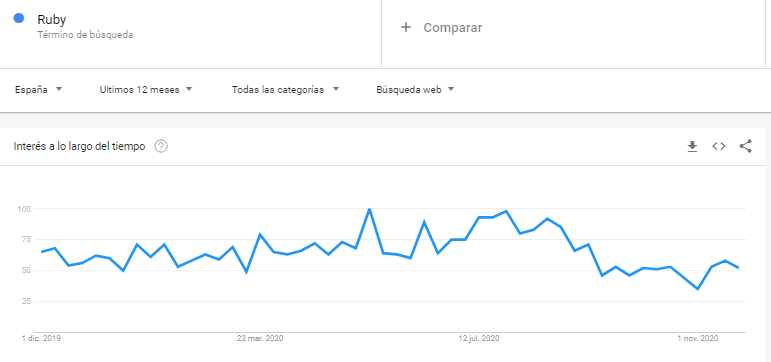 Ruby
Término de búsqueda
+ Comparar
España
Ultimos 12 meses
Todas las categorías
Búsqueda web
Interés a lo largo del tiempo
?
100
75
50
25
1 dic. 2019
22 mar. 2020
12 jul. 2020
1 nov. 2020